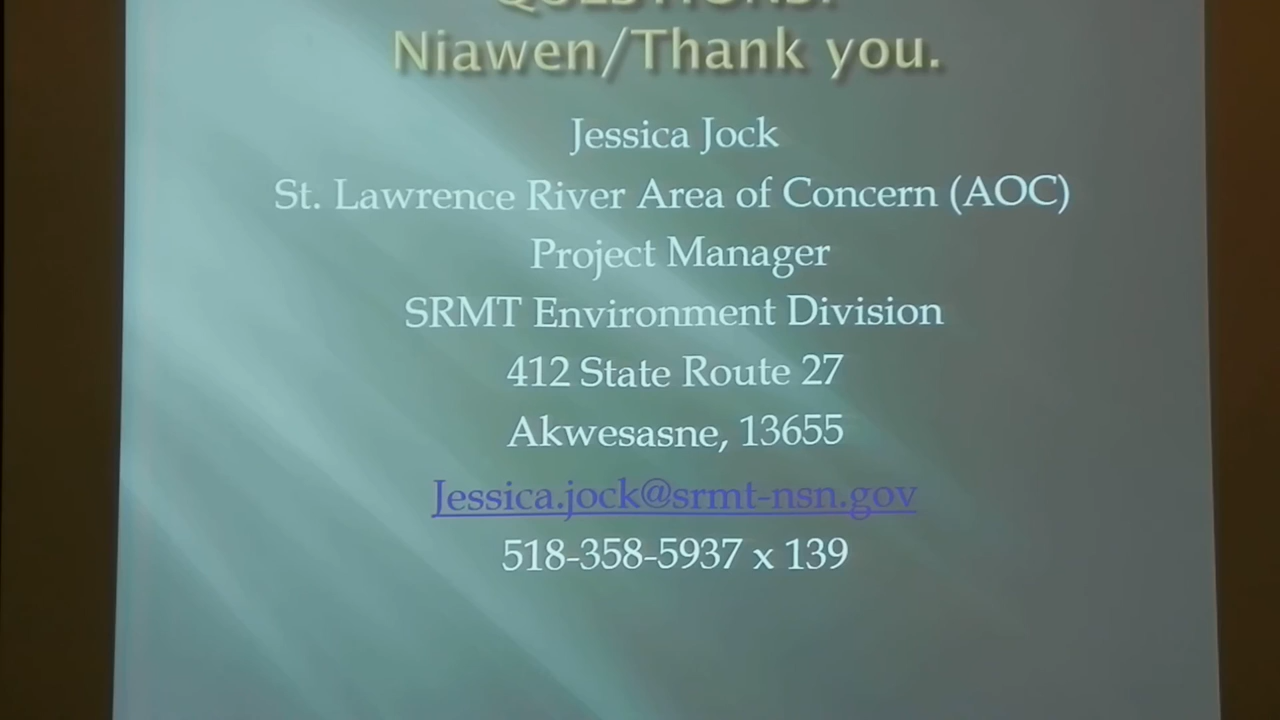 Niawen/Thank you.
Jessica Jock
St. Lawrence River Area of Concern (AOC)
Project Manager
SRMT Environment Division
412 State Route 27
Akwesasne, 13655
Jessica.jock@srmt-nsn.gov
518-358-5937 x 139